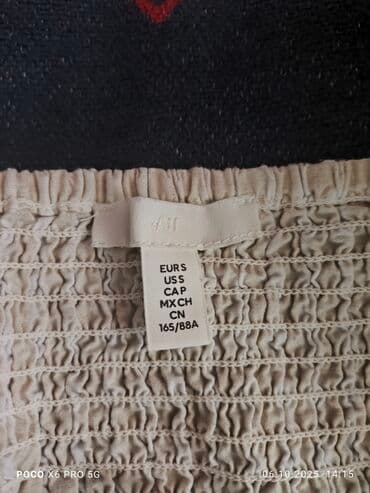 EUR S
US S
CA P
MX CH
CN
165/88A
POCO X6 PRO 5G
06.10.2025 14:15